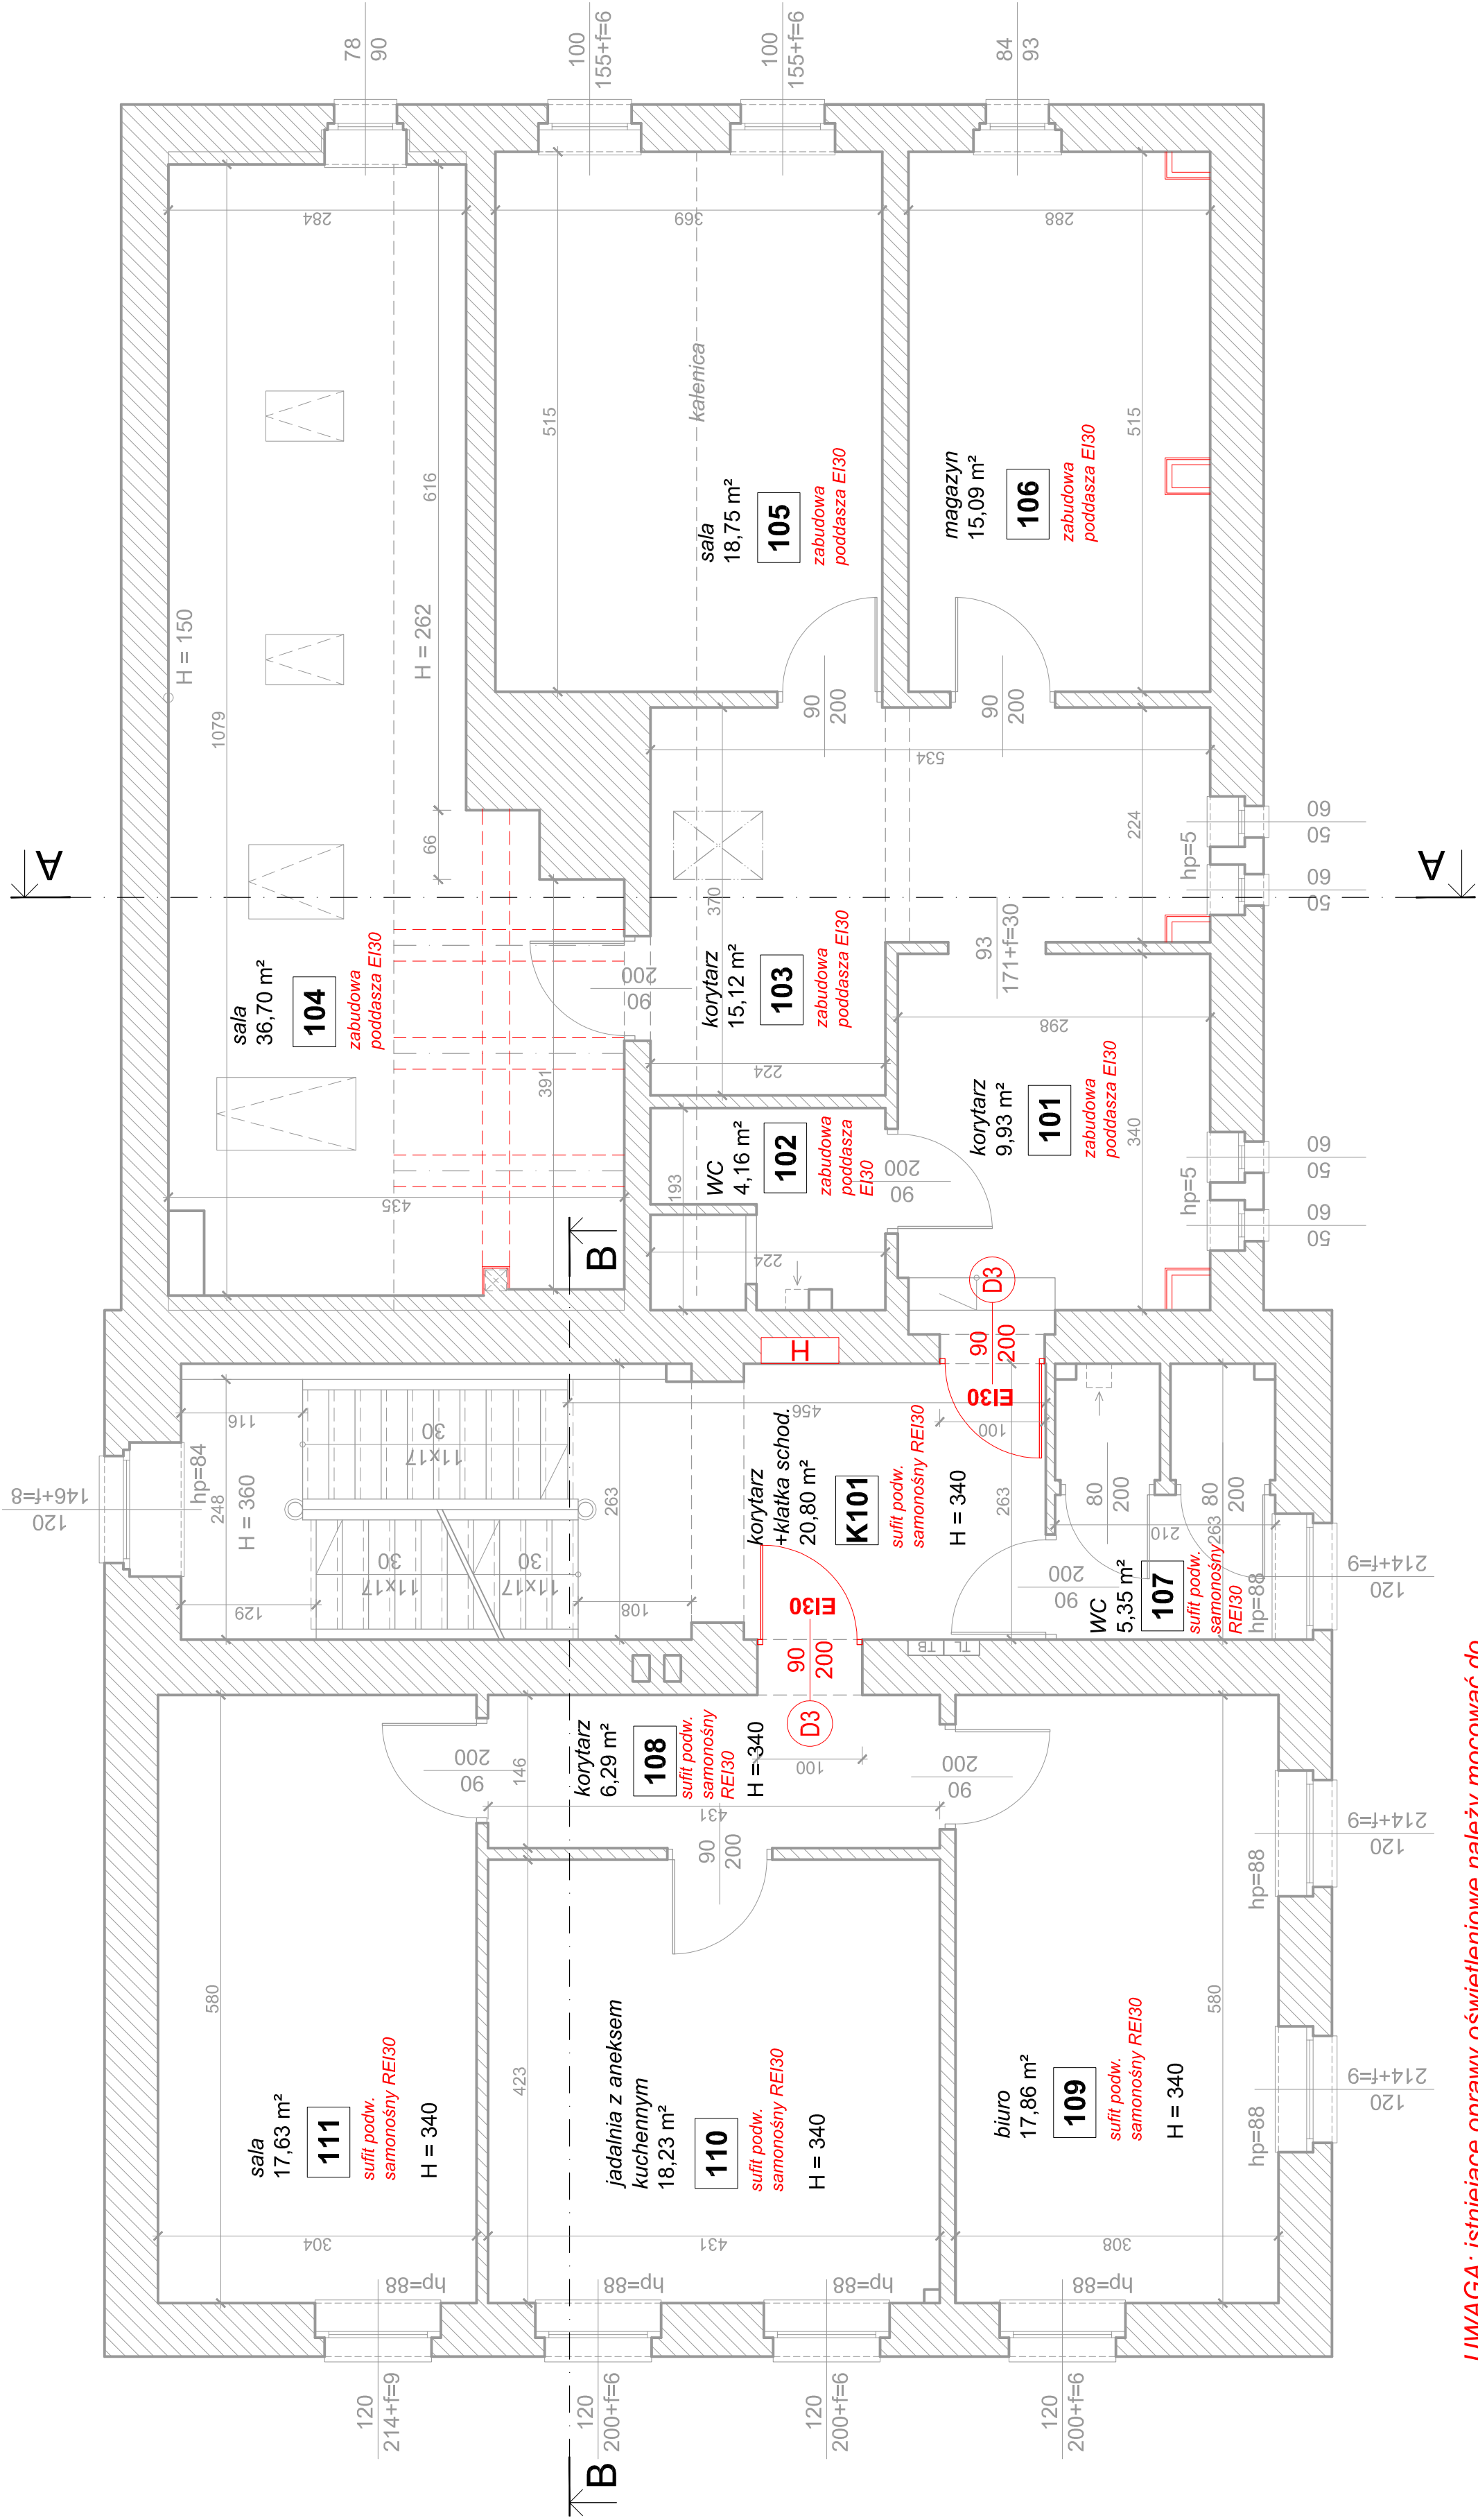 A
A
B
B
sala
36,70 m²
104
zabudowa
poddasza EI30
H = 150
H = 262
1079
284
616
66
391
435
78
90
100
155+f=6
100
155+f=6
84
93
sala
18,75 m²
105
zabudowa
poddasza EI30
kalenica
515
369
magazyn
15,09 m²
106
zabudowa
poddasza EI30
515
288
90
200
90
200
korytarz
15,12 m²
103
zabudowa
poddasza EI30
370
534
224
224
90
200
93
171+f=30
WC
4,16 m²
102
zabudowa
poddasza
EI30
193
224
90
200
korytarz
9,93 m²
101
zabudowa
poddasza EI30
298
340
hp=5
hp=5
60
50
60
50
60
50
60
50
D3
90
200
EI30
100
H
korytarz
+klatka schod.
20,80 m²
K101
sufit podw.
samonośny REI30
H = 340
456
263
263
108
116
129
248
H = 360
hp=84
120
146+f=8
11x17
30
11x17
30
11x17
30
WC
5,35 m²
107
sufit podw.
samonośny
REI30
hp=88
210
263
80
200
80
200
90
200
TB
TL
120
214+f=9
D3
90
200
EI30
100
korytarz
6,29 m²
108
sufit podw.
samonośny
REI30
H = 340
146
431
90
200
90
200
90
200
sala
17,63 m²
111
sufit podw.
samonośny REI30
H = 340
580
304
jadalnia z aneksem
kuchennym
18,23 m²
110
sufit podw.
samonośny REI30
H = 340
423
431
biuro
17,86 m²
109
sufit podw.
samonośny REI30
H = 340
580
308
hp=88
hp=88
hp=88
hp=88
hp=88
120
214+f=9
120
214+f=9
120
214+f=9
120
200+f=6
120
200+f=6
120
200+f=6
UWAGA: istniejące oprawy oświetleniowe należy mocować do